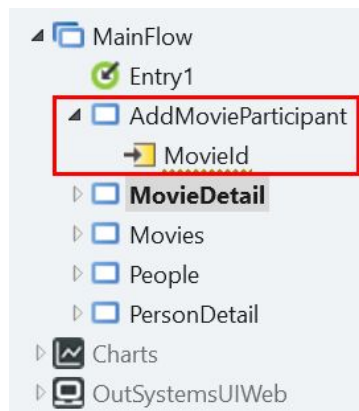 MainFlow
Entry1
AddMovieParticipant
MovieId
MovieDetail
Movies
People
PersonDetail
Charts
OutSystemsUIWeb